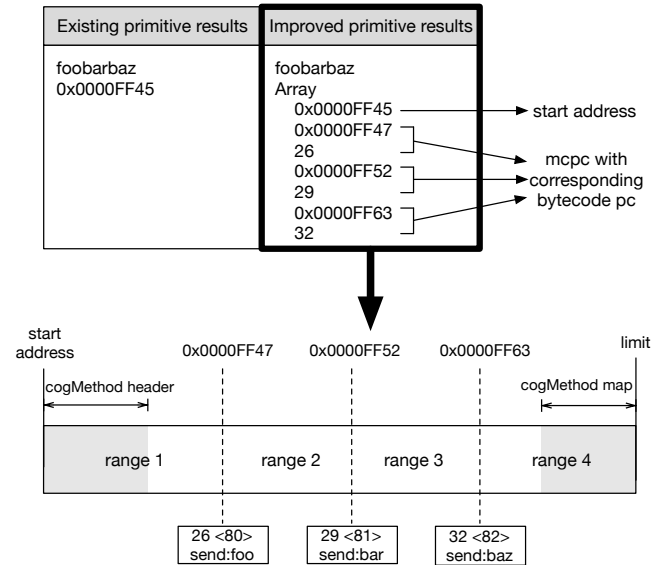 Existing primitive results
Improved primitive results
foobarbaz
0x0000FF45
foobarbaz
Array
0x0000FF45
0x0000FF47
26
0x0000FF52
29
0x0000FF63
32
start address
mcpc with
corresponding
bytecode pc
start
address
0x0000FF47
0x0000FF52
0x0000FF63
limit
cogMethod header
cogMethod map
range 1
range 2
range 3
range 4
26 <80>
send:foo
29 <81>
send:bar
32 <82>
send:baz